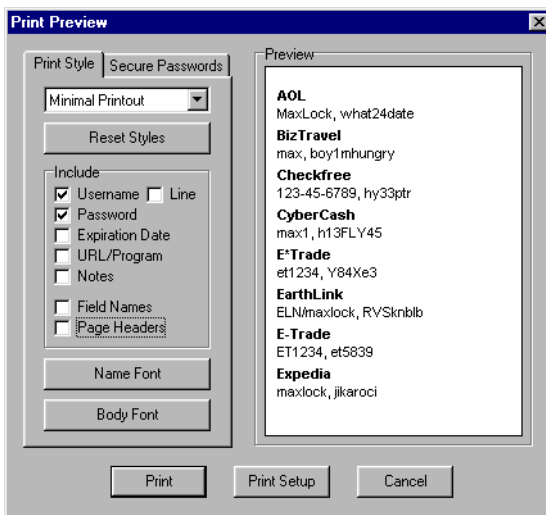 Print Preview
Print Style
Secure Passwords
Minimal Printout
Reset Styles
Include
Username
Line
Password
Expiration Date
URL/Program
Notes
Field Names
Page Headers
Name Font
Body Font
Preview
AOL
MaxLock, what24date
BizTravel
max, boy1mhungry
Checkfree
123-45-6789, hy33ptr
CyberCash
max1, h13FLY45
E*Trade
et1234, Y84Xe3
EarthLink
ELN/maxlock, RVSknblb
E-Trade
ET1234, et5839
Expedia
maxlock, jikaroci
Print
Print Setup
Cancel